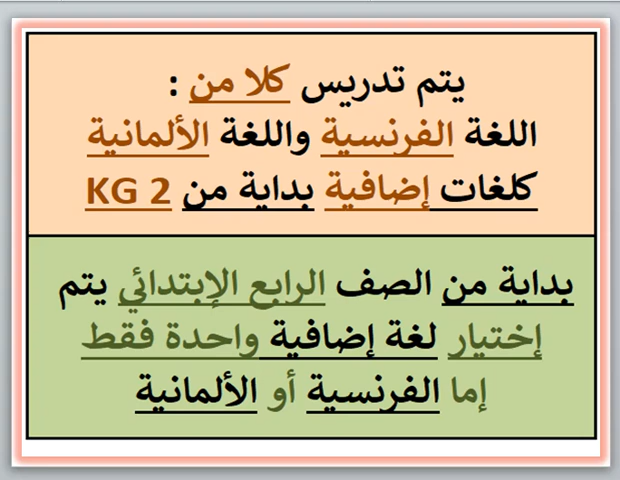 يتم تدريس كلا من :
اللغة الفرنسية واللغة الألمانية
كلغات إضافية بداية من KG 2
بداية من الصف الرابع الإبتدائي يتم
إختيار لغة إضافية واحدة فقط
إما الفرنسية أو الألمانية